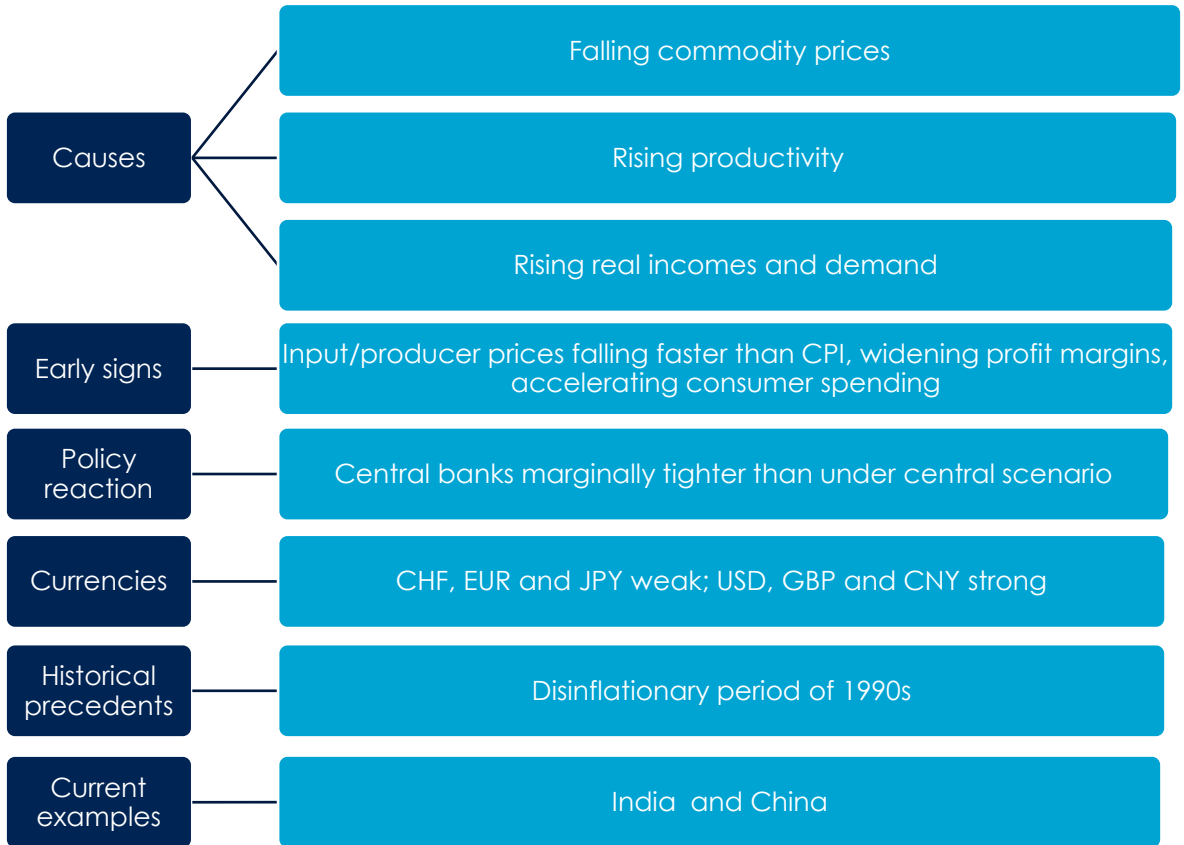 Falling commodity prices
Causes
Rising productivity
Rising real incomes and demand
Early signs
Input/producer prices falling faster than CPI, widening profit margins,
accelerating consumer spending
Policy
reaction
Central banks marginally tighter than under central scenario
Currencies
CHF, EUR and JPY weak; USD, GBP and CNY strong
Historical
precedents
Disinflationary period of 1990s
Current
examples
India  and China